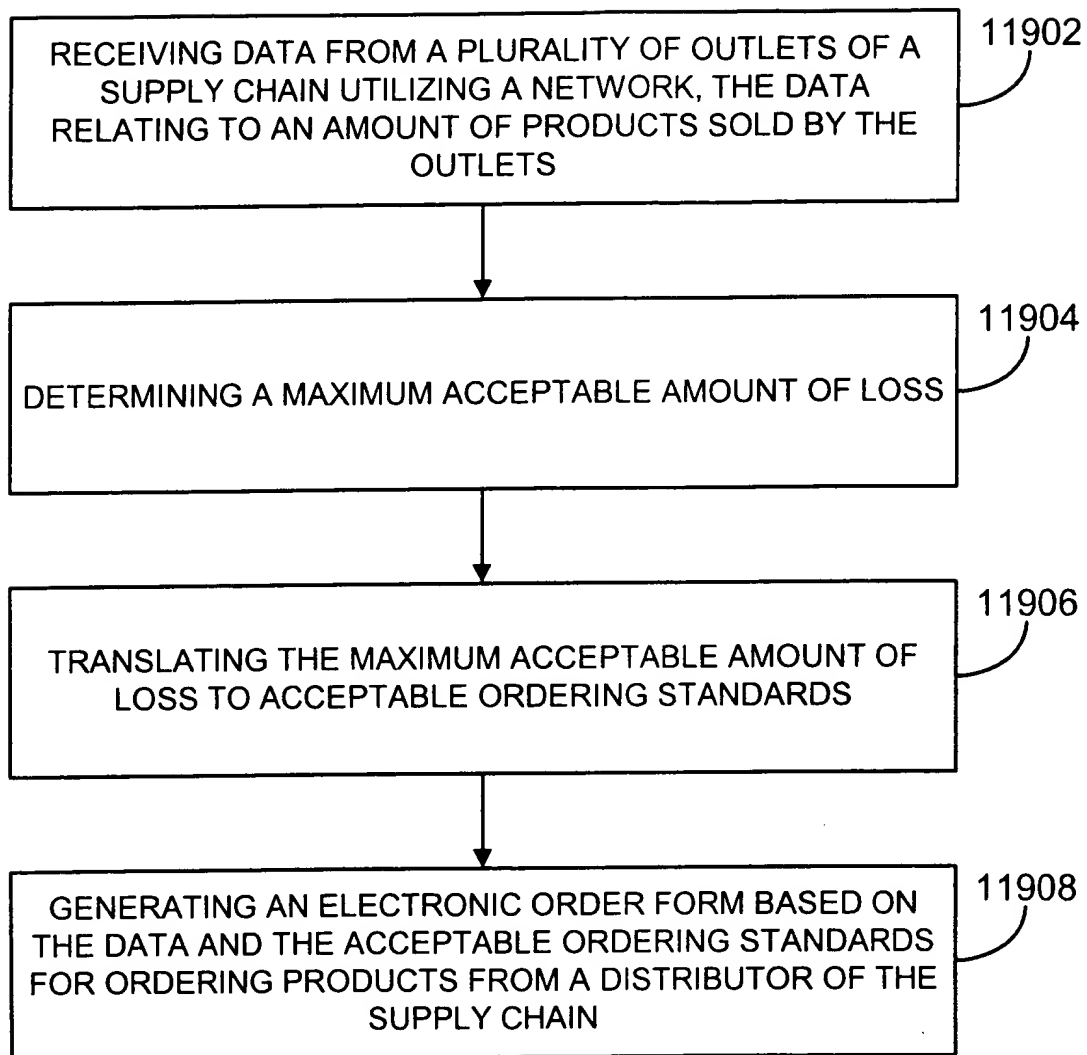 RECEIVING DATA FROM A PLURALITY OF OUTLETS OF A
SUPPLY CHAIN UTILIZING A NETWORK, THE DATA
RELATING TO AN AMOUNT OF PRODUCTS SOLD BY THE
OUTLETS
11902
DETERMINING A MAXIMUM ACCEPTABLE AMOUNT OF LOSS
11904
TRANSLATING THE MAXIMUM ACCEPTABLE AMOUNT OF
LOSS TO ACCEPTABLE ORDERING STANDARDS
11906
GENERATING AN ELECTRONIC ORDER FORM BASED ON
THE DATA AND THE ACCEPTABLE ORDERING STANDARDS
FOR ORDERING PRODUCTS FROM A DISTRIBUTOR OF THE
SUPPLY CHAIN
11908